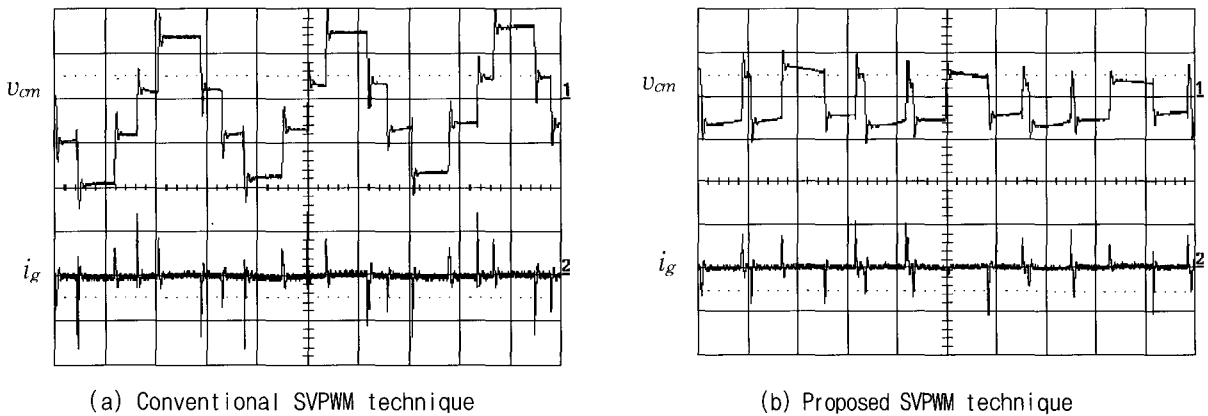 v_cm
1
i_g
2
(a) Conventional SVPWM technique
v_cm
1
i_g
2
(b) Proposed SVPWM technique